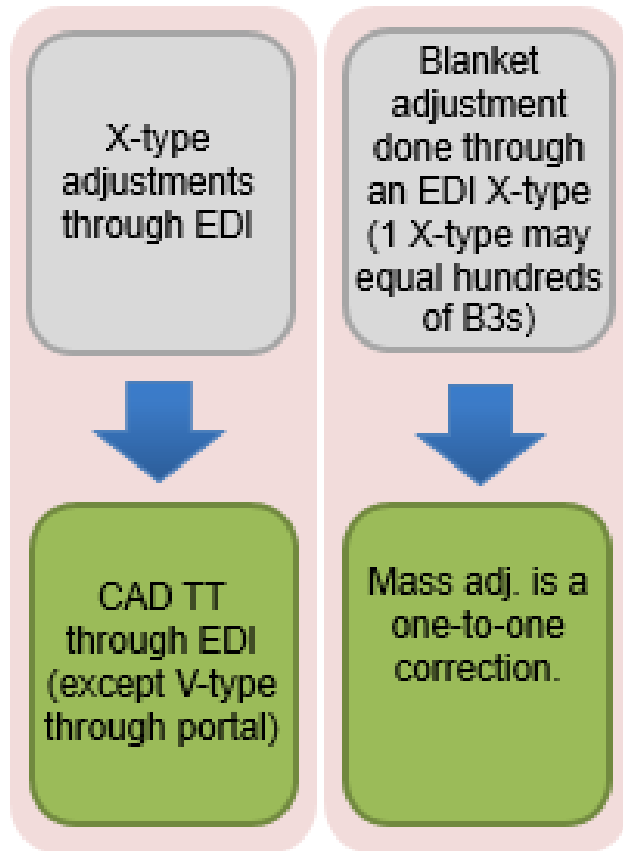 X-type
adjustments
through EDI
CAD TT
through EDI
(except V-type
through portal)
Blanket
adjustment
done through
an EDI X-type
(1 X-type may
equal hundreds
of B3s)
Mass adj. is a
one-to-one
correction.